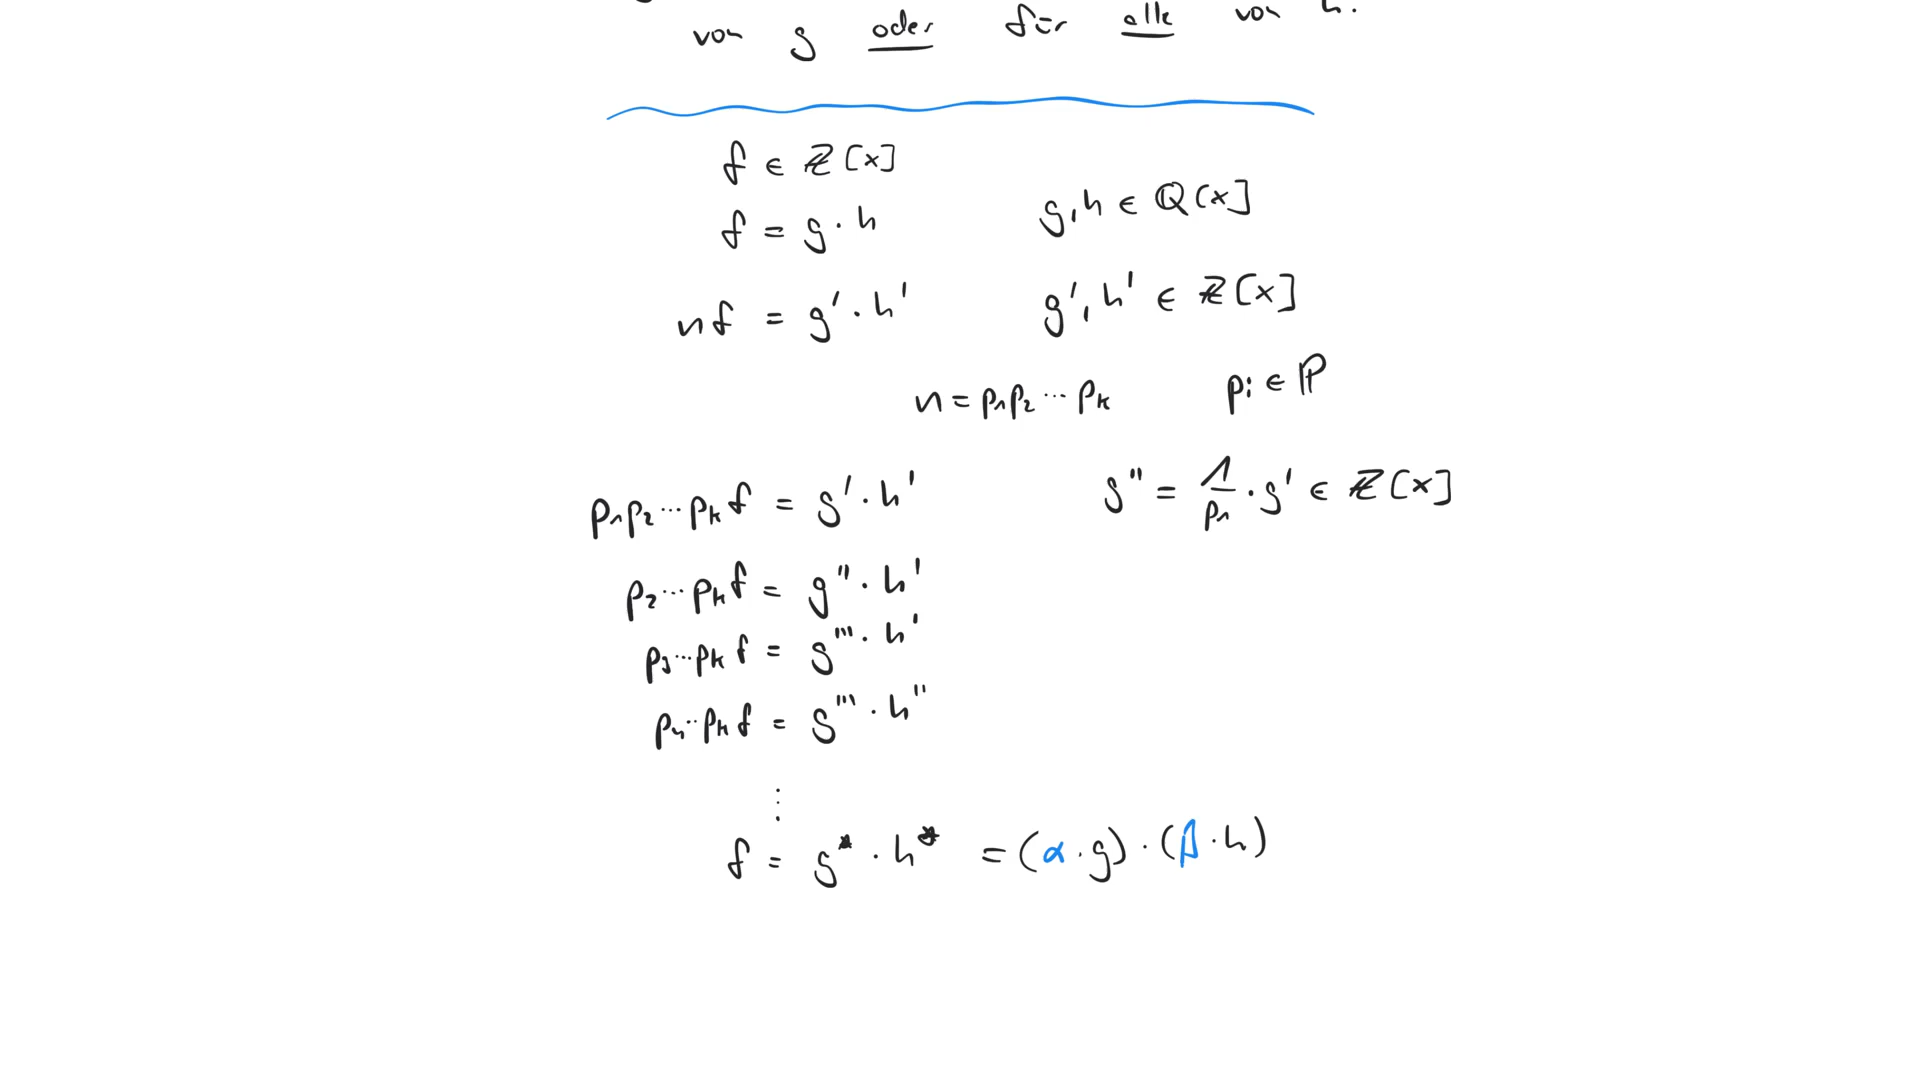 von g oder für alle von h.
f ∈ ℤ[x]
f = g · h g,h ∈ ℚ[x]
nf = g' · h' g', h' ∈ ℤ[x]
n = p₁p₂ ⋯ pₖ pᵢ ∈ ℙ
p₁p₂ ⋯ pₖ f = g' · h' g'' = 1/p₁ · g' ∈ ℤ[x]
p₂ ⋯ pₖ f = g'' · h'
p₃ ⋯ pₖ f = g''' · h'
p₄ ⋯ pₖ f = g''' · h''
⋮
f = g* · h* = (α · g) · (β · h)